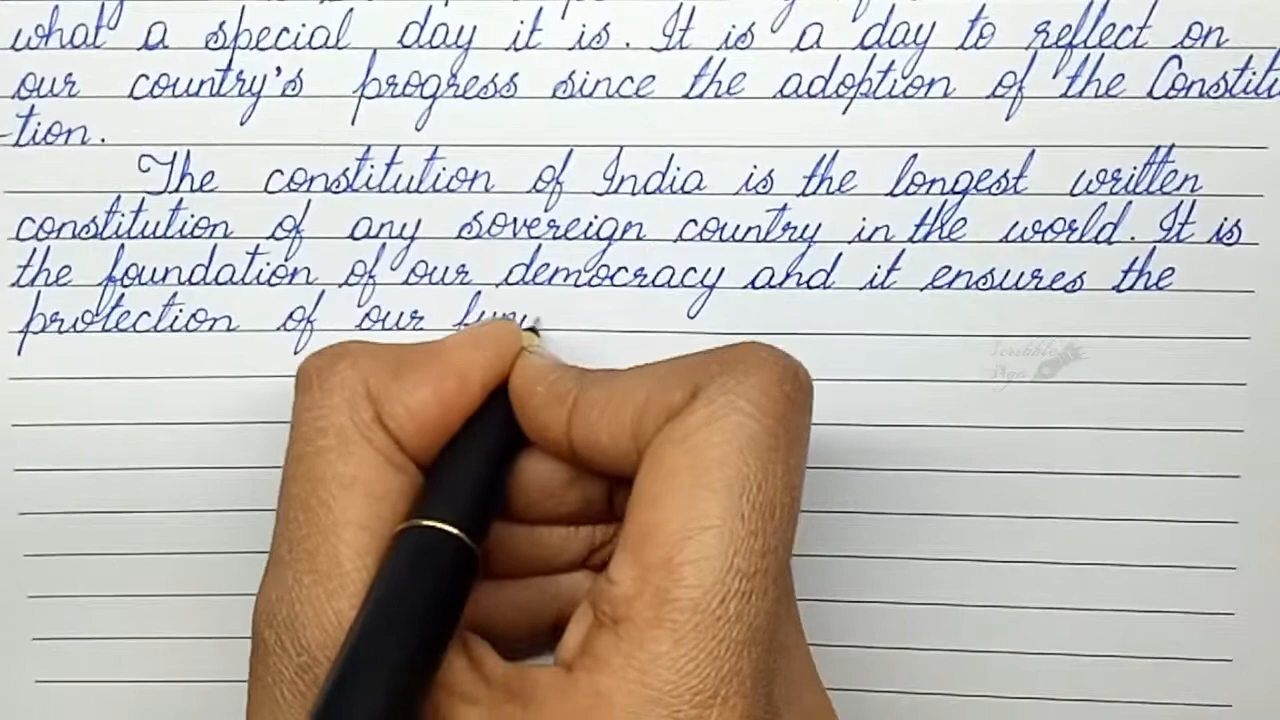 what a special day it is. It is a day to reflect on
our country's progress since the adoption of the Constitu
-tion.
The constitution of India is the longest written
constitution of any sovereign country in the world. It is
the foundation of our democracy and it ensures the
protection of our
Scribble